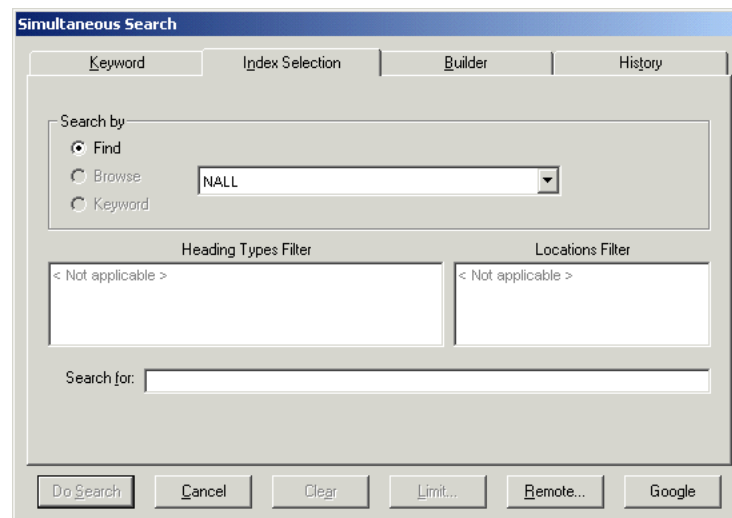 Simultaneous Search
Keyword Index Selection Builder History
Search by
Find
Browse
NALL
Keyword
Heading Types Filter Locations Filter
< Not applicable > < Not applicable >
Search for:
Do Search Cancel Clear Limit... Remote... Google